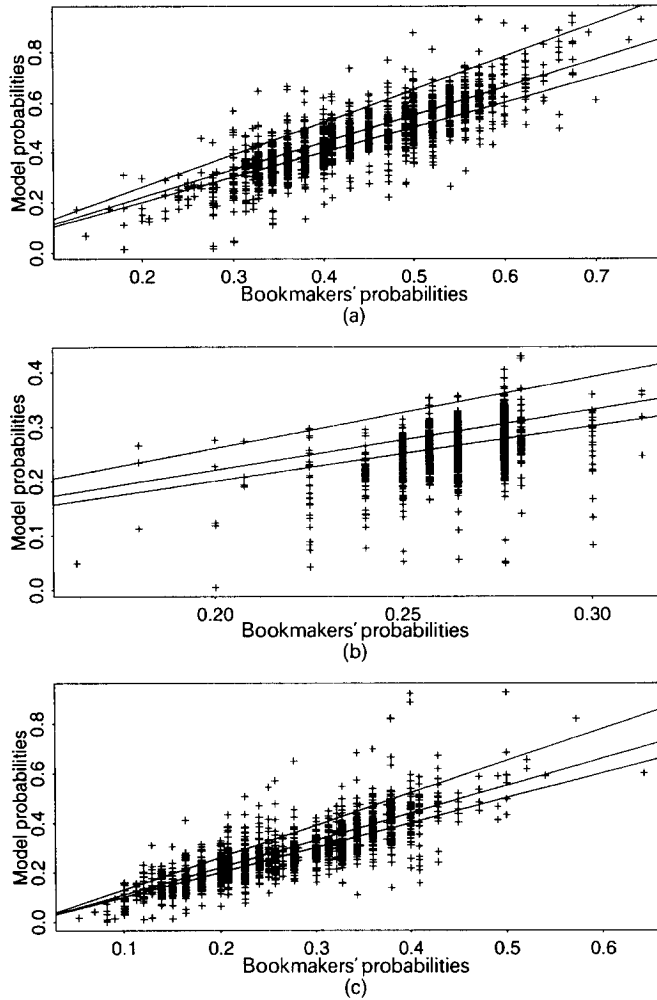 Model probabilities
0.0 0.2 0.4 0.6 0.8
0.2 0.3 0.4 0.5 0.6 0.7
Bookmakers' probabilities
(a)
Model probabilities
0.0 0.1 0.2 0.3 0.4
0.20 0.25 0.30
Bookmakers' probabilities
(b)
Model probabilities
0.0 0.2 0.4 0.6 0.8
0.1 0.2 0.3 0.4 0.5 0.6
Bookmakers' probabilities
(c)